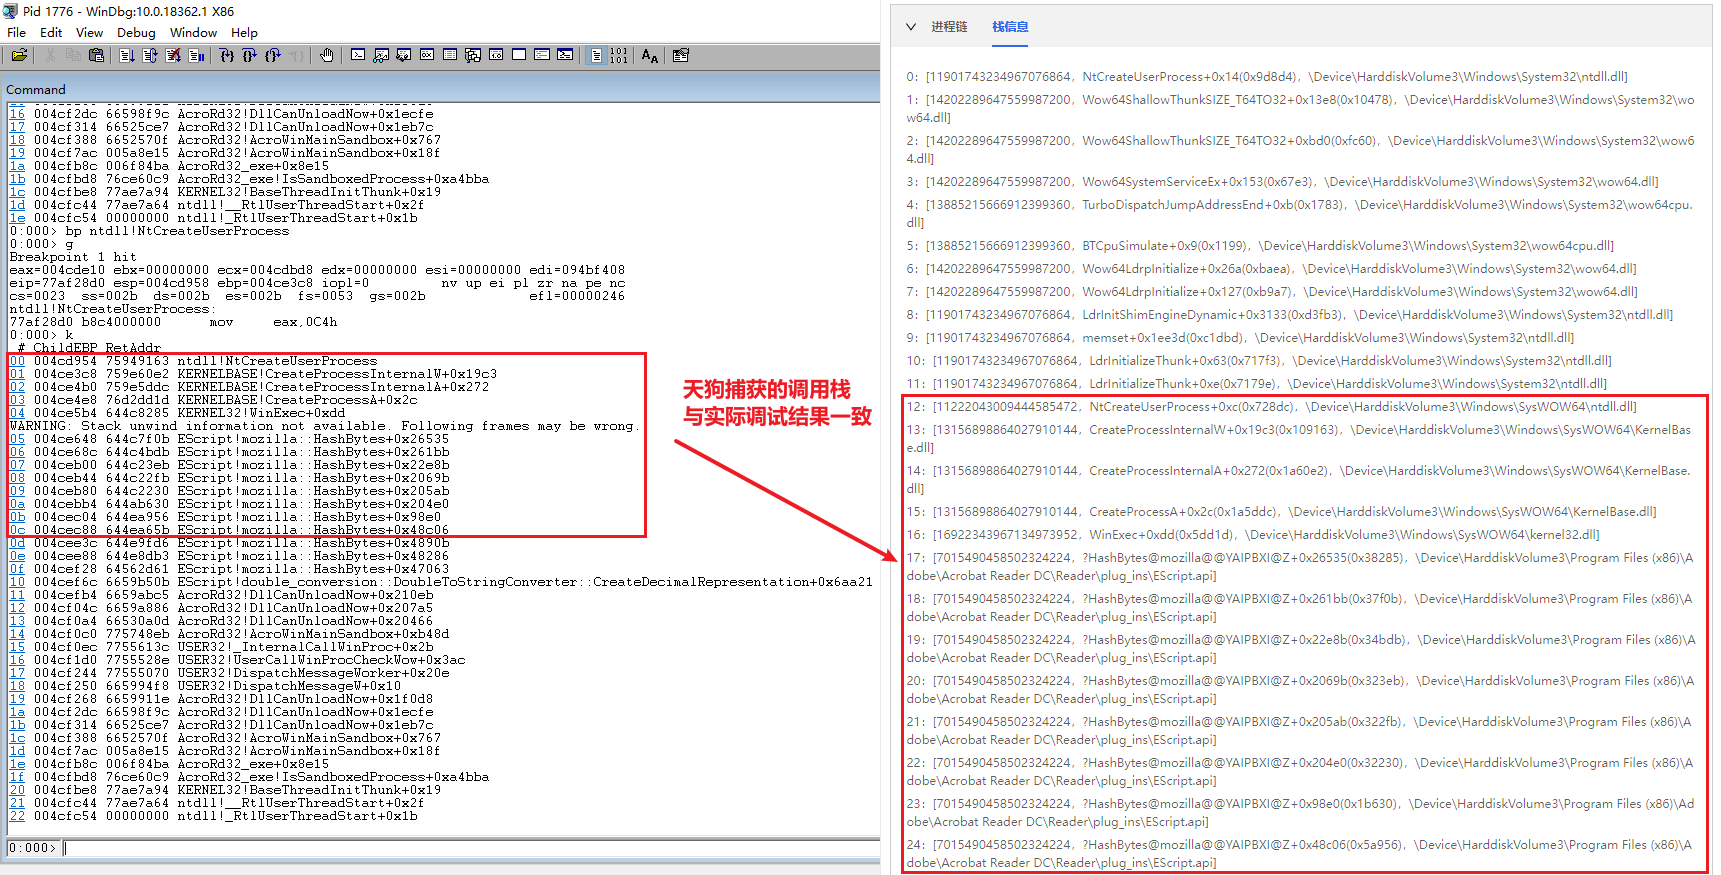 Pid 1776 - WinDbg:10.0.18362.1 X86
File Edit View Debug Window Help
Command
16 004cf2dc 66598f9c AcroRd32!DllCanUnloadNow+0x1ecfe
17 004cf314 66525ce7 AcroRd32!DllCanUnloadNow+0x1eb7c
18 004cf388 6652570f AcroRd32!AcroWinMainSandbox+0x767
19 004cf7ac 005a8e15 AcroRd32!AcroWinMainSandbox+0x18f
1a 004cfb8c 006f84ba AcroRd32_exe+0x8e15
1b 004cfbd8 76ce60c9 AcroRd32_exe!IsSandboxedProcess+0xa4bba
1c 004cfbe8 77ae7a94 KERNEL32!BaseThreadInitThunk+0x19
1d 004cfc44 77ae7a64 ntdll!__RtlUserThreadStart+0x2f
1e 004cfc54 00000000 ntdll!_RtlUserThreadStart+0x1b
0:000> bp ntdll!NtCreateUserProcess
0:000> g
Breakpoint 1 hit
eax=004cde10 ebx=00000000 ecx=004cdbd8 edx=00000000 esi=00000000 edi=094bf408
eip=77af28d0 esp=004cd958 ebp=004ce3c8 iopl=0 nv up ei pl zr na pe nc
cs=0023 ss=002b ds=002b es=002b fs=0053 gs=002b efl=00000246
ntdll!NtCreateUserProcess:
77af28d0 b8c4000000 mov eax,0C4h
0:000> k
# ChildEBP RetAddr
00 004cd954 75949163 ntdll!NtCreateUserProcess
01 004ce3c8 759e60e2 KERNELBASE!CreateProcessInternalW+0x19c3
02 004ce4b0 759e5ddc KERNELBASE!CreateProcessInternalA+0x272
03 004ce4e8 76d2dd1d KERNELBASE!CreateProcessA+0x2c
04 004ce5b4 644c8285 KERNEL32!WinExec+0xdd
WARNING: Stack unwind information not available. Following frames may be wrong.
05 004ce648 644c7f0b EScript!mozilla::HashBytes+0x26535
06 004ce68c 644c4bdb EScript!mozilla::HashBytes+0x261bb
07 004ceb00 644c23eb EScript!mozilla::HashBytes+0x22e8b
08 004ceb44 644c22fb EScript!mozilla::HashBytes+0x2069b
09 004ceb80 644c2230 EScript!mozilla::HashBytes+0x205ab
0a 004cebb4 644ab630 EScript!mozilla::HashBytes+0x204e0
0b 004cec04 644ea956 EScript!mozilla::HashBytes+0x98e0
0c 004cec88 644ea65b EScript!mozilla::HashBytes+0x48c06
0d 004cee3c 644e9fd6 EScript!mozilla::HashBytes+0x4890b
0e 004cee88 644e8db3 EScript!mozilla::HashBytes+0x48286
0f 004cef28 64562d61 EScript!mozilla::HashBytes+0x47063
10 004cef6c 6659b50b EScript!double_conversion::DoubleToStringConverter::CreateDecimalRepresentation+0x6aa21
11 004cefb4 6659abc5 AcroRd32!DllCanUnloadNow+0x210eb
12 004cf04c 6659a886 AcroRd32!DllCanUnloadNow+0x207a5
13 004cf0a4 66530a0d AcroRd32!DllCanUnloadNow+0x20466
14 004cf0c0 775748eb AcroRd32!AcroWinMainSandbox+0xb48d
15 004cf0ec 7755613c USER32!_InternalCallWinProc+0x2b
16 004cf1d0 7755528e USER32!UserCallWinProcCheckWow+0x3ac
17 004cf244 77555070 USER32!DispatchMessageWorker+0x20e
18 004cf250 665994f8 USER32!DispatchMessageW+0x10
19 004cf268 6659911e AcroRd32!DllCanUnloadNow+0x1f0d8
1a 004cf2dc 66598f9c AcroRd32!DllCanUnloadNow+0x1ecfe
1b 004cf314 66525ce7 AcroRd32!DllCanUnloadNow+0x1eb7c
1c 004cf388 6652570f AcroRd32!AcroWinMainSandbox+0x767
1d 004cf7ac 005a8e15 AcroRd32!AcroWinMainSandbox+0x18f
1e 004cfb8c 006f84ba AcroRd32_exe+0x8e15
1f 004cfbd8 76ce60c9 AcroRd32_exe!IsSandboxedProcess+0xa4bba
20 004cfbe8 77ae7a94 KERNEL32!BaseThreadInitThunk+0x19
21 004cfc44 77ae7a64 ntdll!__RtlUserThreadStart+0x2f
22 004cfc54 00000000 ntdll!_RtlUserThreadStart+0x1b
0:000>
天狗捕获的调用栈
与实际调试结果一致
进程链 栈信息
0: [11901743234967076864, NtCreateUserProcess+0x14(0x9d8d4), \Device\HarddiskVolume3\Windows\System32\ntdll.dll]
1: [14202289647559987200, Wow64ShallowThunkSIZE_T64TO32+0x13e8(0x10478), \Device\HarddiskVolume3\Windows\System32\wo
w64.dll]
2: [14202289647559987200, Wow64ShallowThunkSIZE_T64TO32+0xbd0(0xfc60), \Device\HarddiskVolume3\Windows\System32\wow6
4.dll]
3: [14202289647559987200, Wow64SystemServiceEx+0x153(0x67e3), \Device\HarddiskVolume3\Windows\System32\wow64.dll]
4: [13885215666912399360, TurboDispatchJumpAddressEnd+0xb(0x1783), \Device\HarddiskVolume3\Windows\System32\wow64cpu.
dll]
5: [13885215666912399360, BTCpuSimulate+0x9(0x1199), \Device\HarddiskVolume3\Windows\System32\wow64cpu.dll]
6: [14202289647559987200, Wow64LdrpInitialize+0x26a(0xbaea), \Device\HarddiskVolume3\Windows\System32\wow64.dll]
7: [14202289647559987200, Wow64LdrpInitialize+0x127(0xb9a7), \Device\HarddiskVolume3\Windows\System32\wow64.dll]
8: [11901743234967076864, LdrInitShimEngineDynamic+0x3133(0xd3fb3), \Device\HarddiskVolume3\Windows\System32\ntdll.dll]
9: [11901743234967076864, memset+0x1ee3d(0xc1dbd), \Device\HarddiskVolume3\Windows\System32\ntdll.dll]
10: [11901743234967076864, LdrInitializeThunk+0x63(0x717f3), \Device\HarddiskVolume3\Windows\System32\ntdll.dll]
11: [11901743234967076864, LdrInitializeThunk+0xe(0x7179e), \Device\HarddiskVolume3\Windows\System32\ntdll.dll]
12: [11222043009444585472, NtCreateUserProcess+0xc(0x728dc), \Device\HarddiskVolume3\Windows\SysWOW64\ntdll.dll]
13: [13156898864027910144, CreateProcessInternalW+0x19c3(0x109163), \Device\HarddiskVolume3\Windows\SysWOW64\KernelBas
e.dll]
14: [13156898864027910144, CreateProcessInternalA+0x272(0x1a60e2), \Device\HarddiskVolume3\Windows\SysWOW64\KernelBase.
dll]
15: [13156898864027910144, CreateProcessA+0x2c(0x1a5ddc), \Device\HarddiskVolume3\Windows\SysWOW64\KernelBase.dll]
16: [16922343967134973952, WinExec+0xdd(0x5dd1d), \Device\HarddiskVolume3\Windows\SysWOW64\kernel32.dll]
17: [7015490458502324224, ?HashBytes@mozilla@@YAIPBXI@Z+0x26535(0x38285), \Device\HarddiskVolume3\Program Files (x86)\A
dobe\Acrobat Reader DC\Reader\plug_ins\EScript.api]
18: [7015490458502324224, ?HashBytes@mozilla@@YAIPBXI@Z+0x261bb(0x37f0b), \Device\HarddiskVolume3\Program Files (x86)\A
dobe\Acrobat Reader DC\Reader\plug_ins\EScript.api]
19: [7015490458502324224, ?HashBytes@mozilla@@YAIPBXI@Z+0x22e8b(0x34bdb), \Device\HarddiskVolume3\Program Files (x86)\A
dobe\Acrobat Reader DC\Reader\plug_ins\EScript.api]
20: [7015490458502324224, ?HashBytes@mozilla@@YAIPBXI@Z+0x2069b(0x323eb), \Device\HarddiskVolume3\Program Files (x86)\A
dobe\Acrobat Reader DC\Reader\plug_ins\EScript.api]
21: [7015490458502324224, ?HashBytes@mozilla@@YAIPBXI@Z+0x205ab(0x322fb), \Device\HarddiskVolume3\Program Files (x86)\A
dobe\Acrobat Reader DC\Reader\plug_ins\EScript.api]
22: [7015490458502324224, ?HashBytes@mozilla@@YAIPBXI@Z+0x204e0(0x32230), \Device\HarddiskVolume3\Program Files (x86)\A
dobe\Acrobat Reader DC\Reader\plug_ins\EScript.api]
23: [7015490458502324224, ?HashBytes@mozilla@@YAIPBXI@Z+0x98e0(0x1b630), \Device\HarddiskVolume3\Program Files (x86)\Ad
obe\Acrobat Reader DC\Reader\plug_ins\EScript.api]
24: [7015490458502324224, ?HashBytes@mozilla@@YAIPBXI@Z+0x48c06(0x5a956), \Device\HarddiskVolume3\Program Files (x86)\A
dobe\Acrobat Reader DC\Reader\plug_ins\EScript.api]